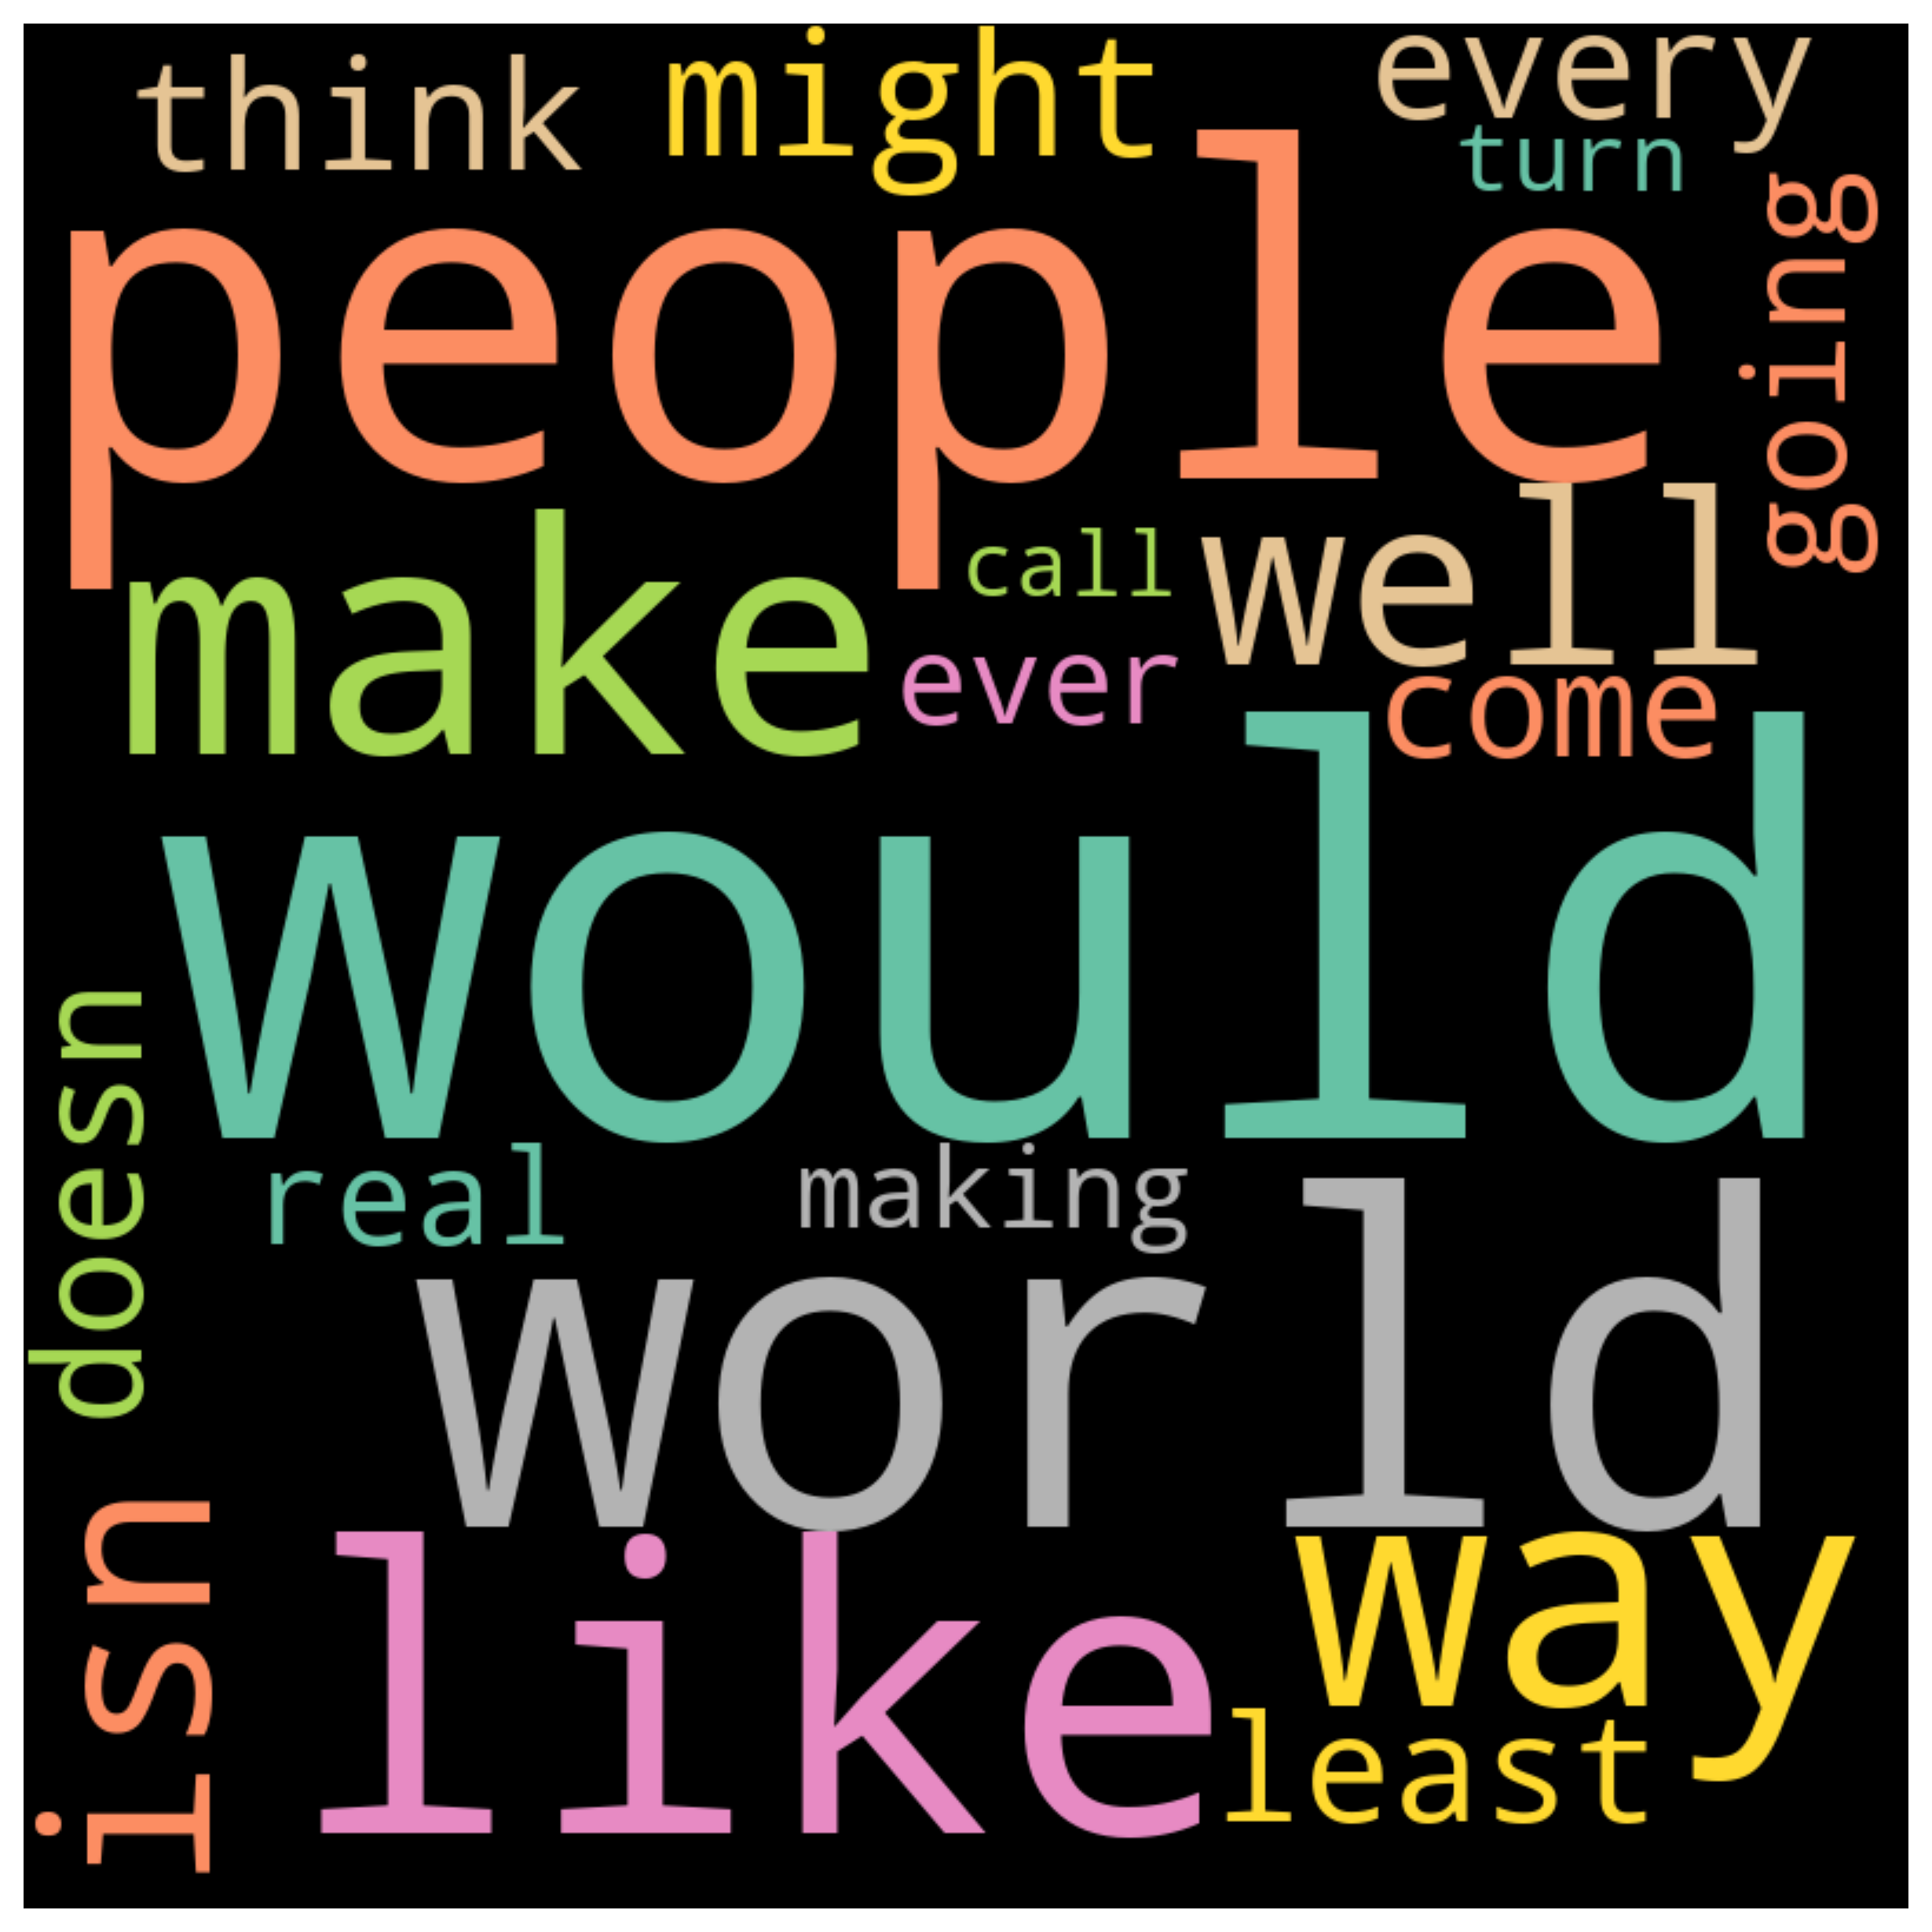 think might every
turn
people
going
make call well
ever come
would
doesn
real making
world
isn
like way
least